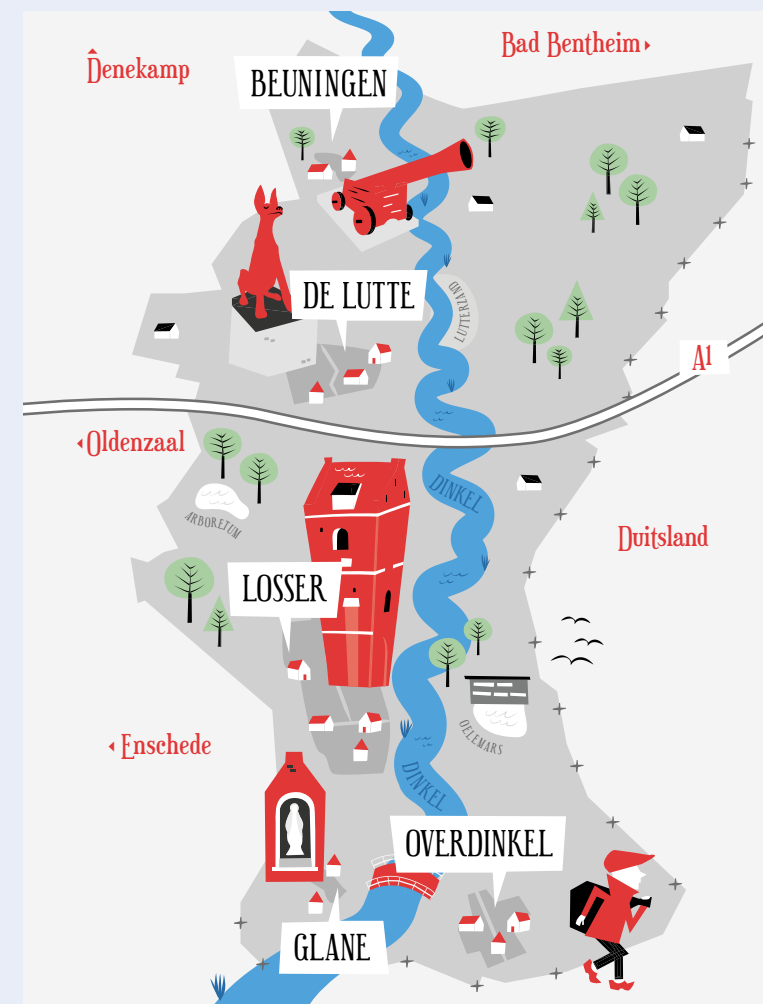 Bad Bentheim
Denekamp
BEUNINGEN
DE LUTTE
LUTTERZAND
A1
Oldenzaal
DINKEL
ARBORETUM
Duitsland
LOSSER
OELEMARS
Enschede
DINKEL
OVERDINKEL
GLANE